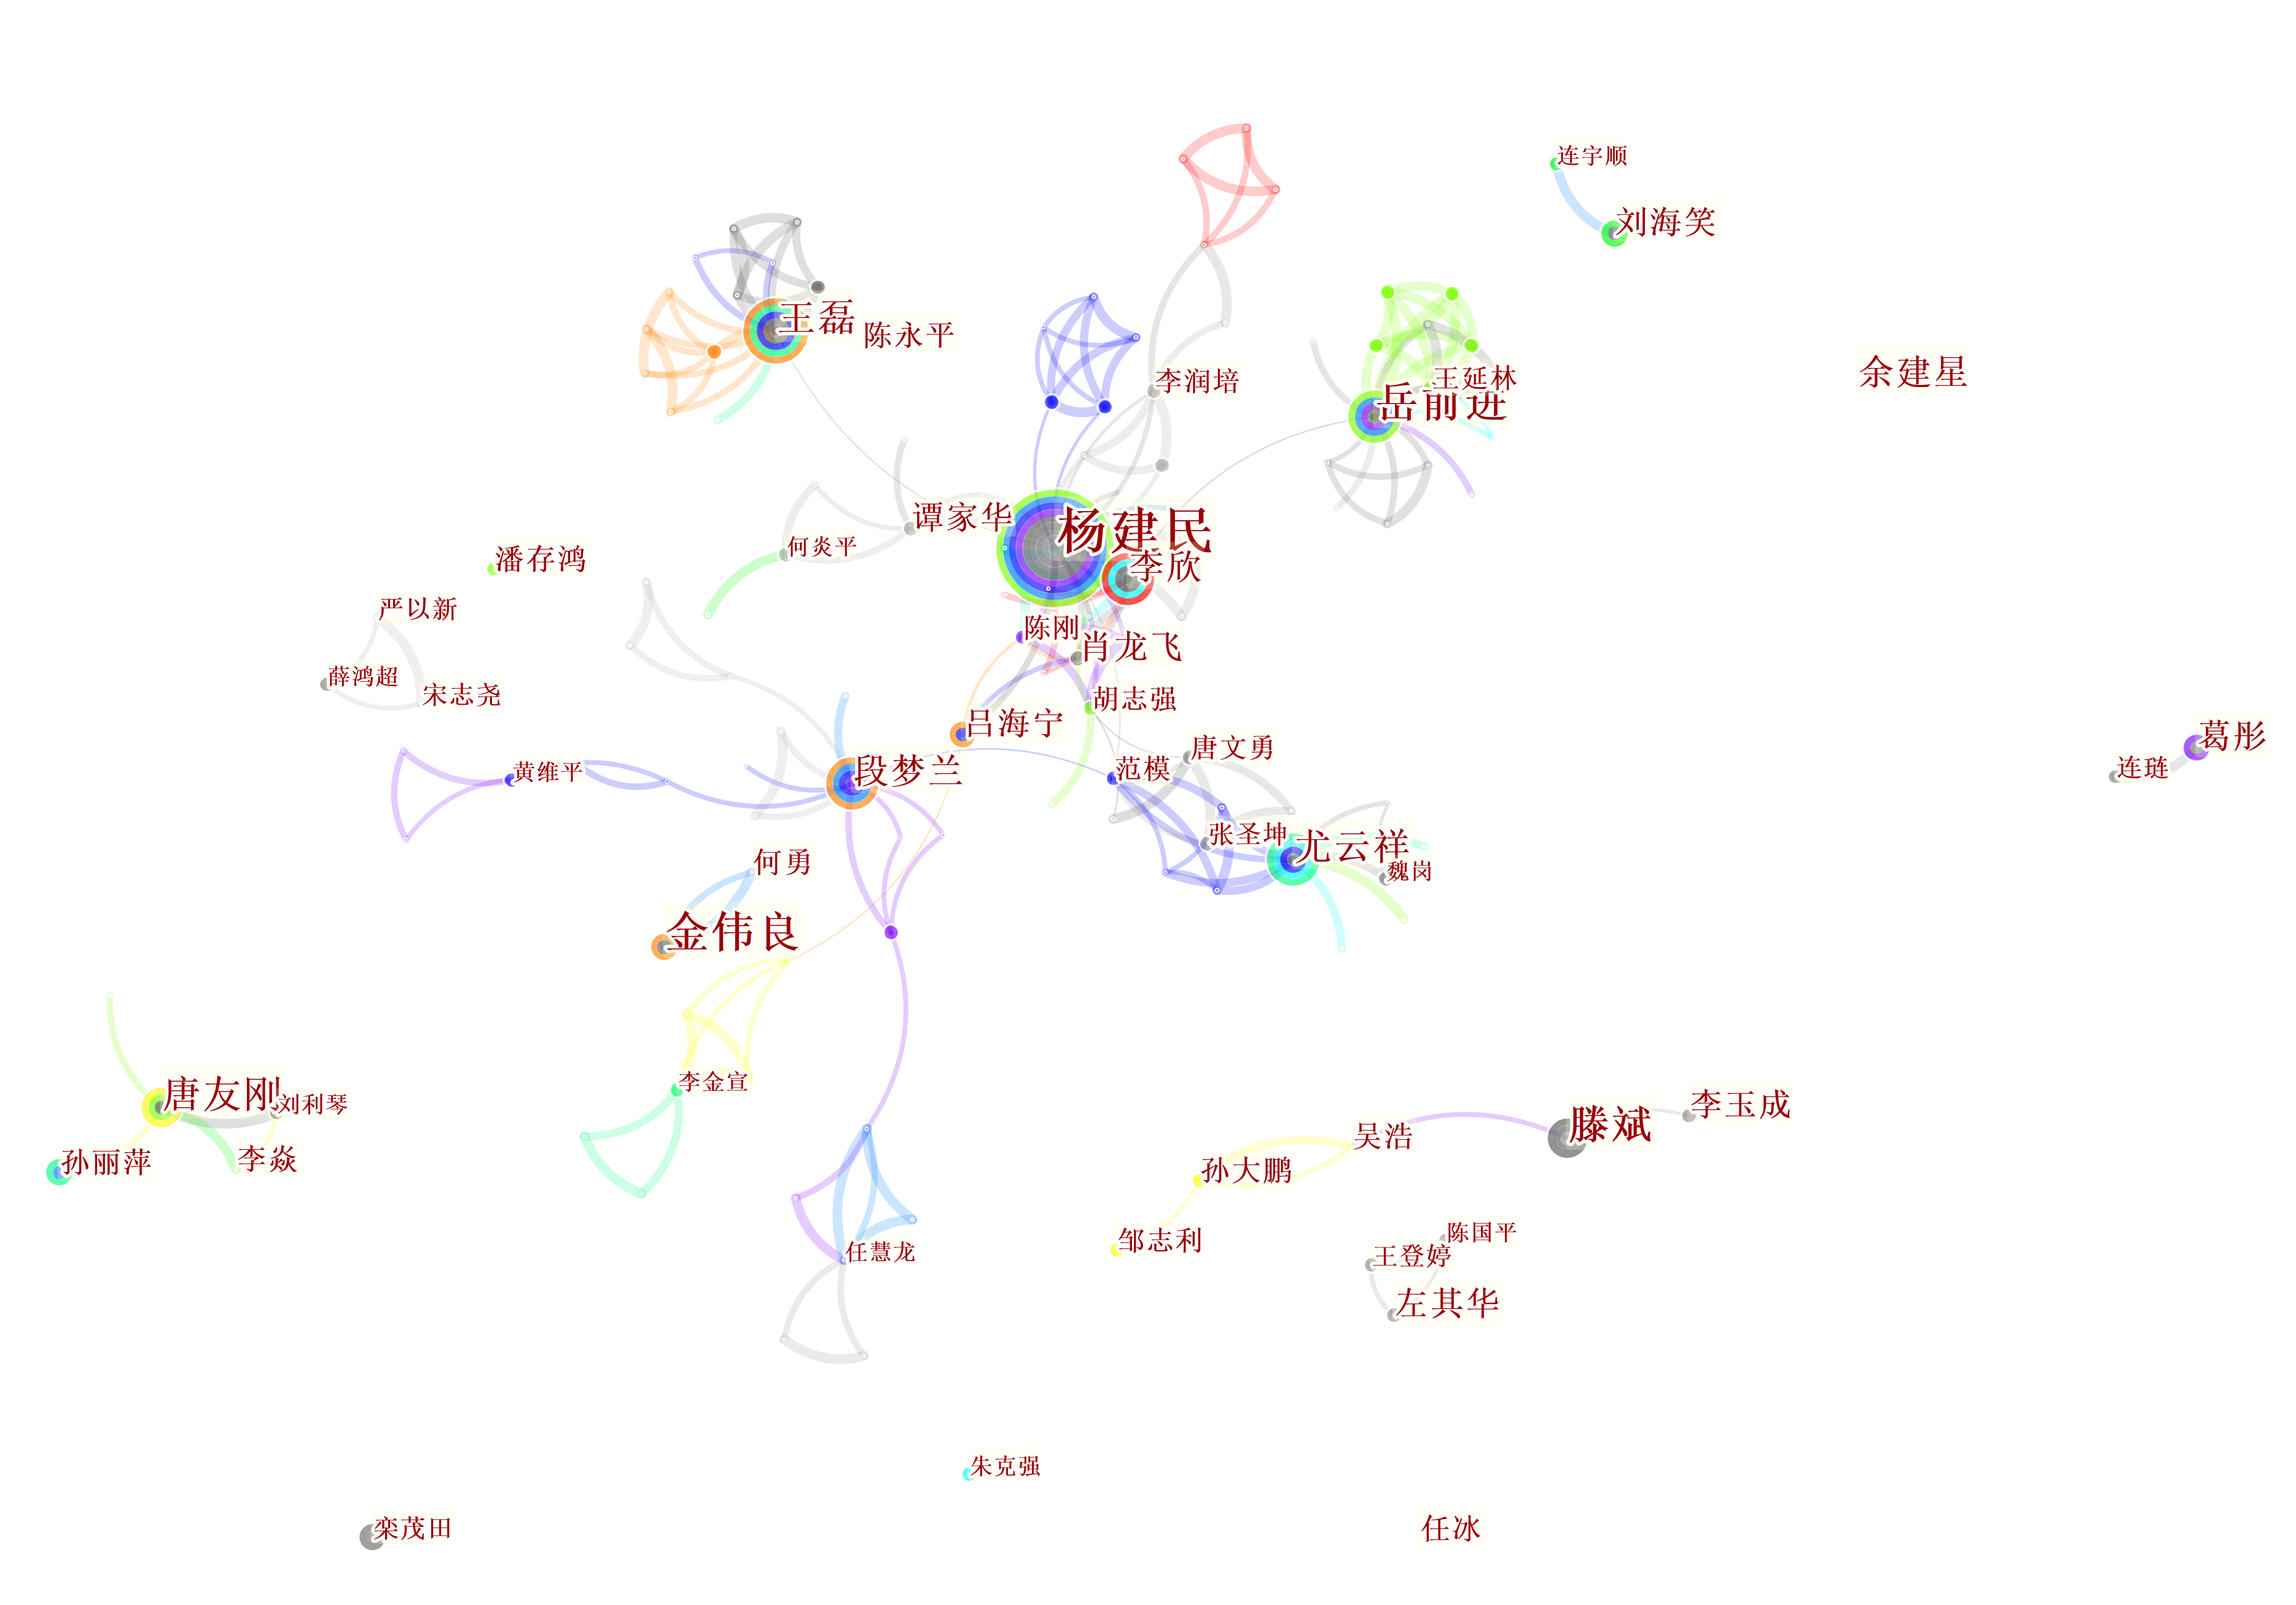 连宇顺
刘海笑
王磊
陈永平
李润培
余建星
王延林
岳前进
谭家华
杨建民
何炎平
潘存鸿
李欣
严以新
陈刚
肖龙飞
薛鸿超
宋志尧
胡志强
吕海宁
葛彤
唐文勇
黄维平
段梦兰
范模
连琏
张圣坤
尤云祥
何勇
魏岗
金伟良
李金宣
唐友刚
刘利琴
李玉成
滕斌
吴浩
孙丽萍
李焱
孙大鹏
陈国平
邹志利
任慧龙
王登婷
左其华
朱克强
栾茂田
任冰